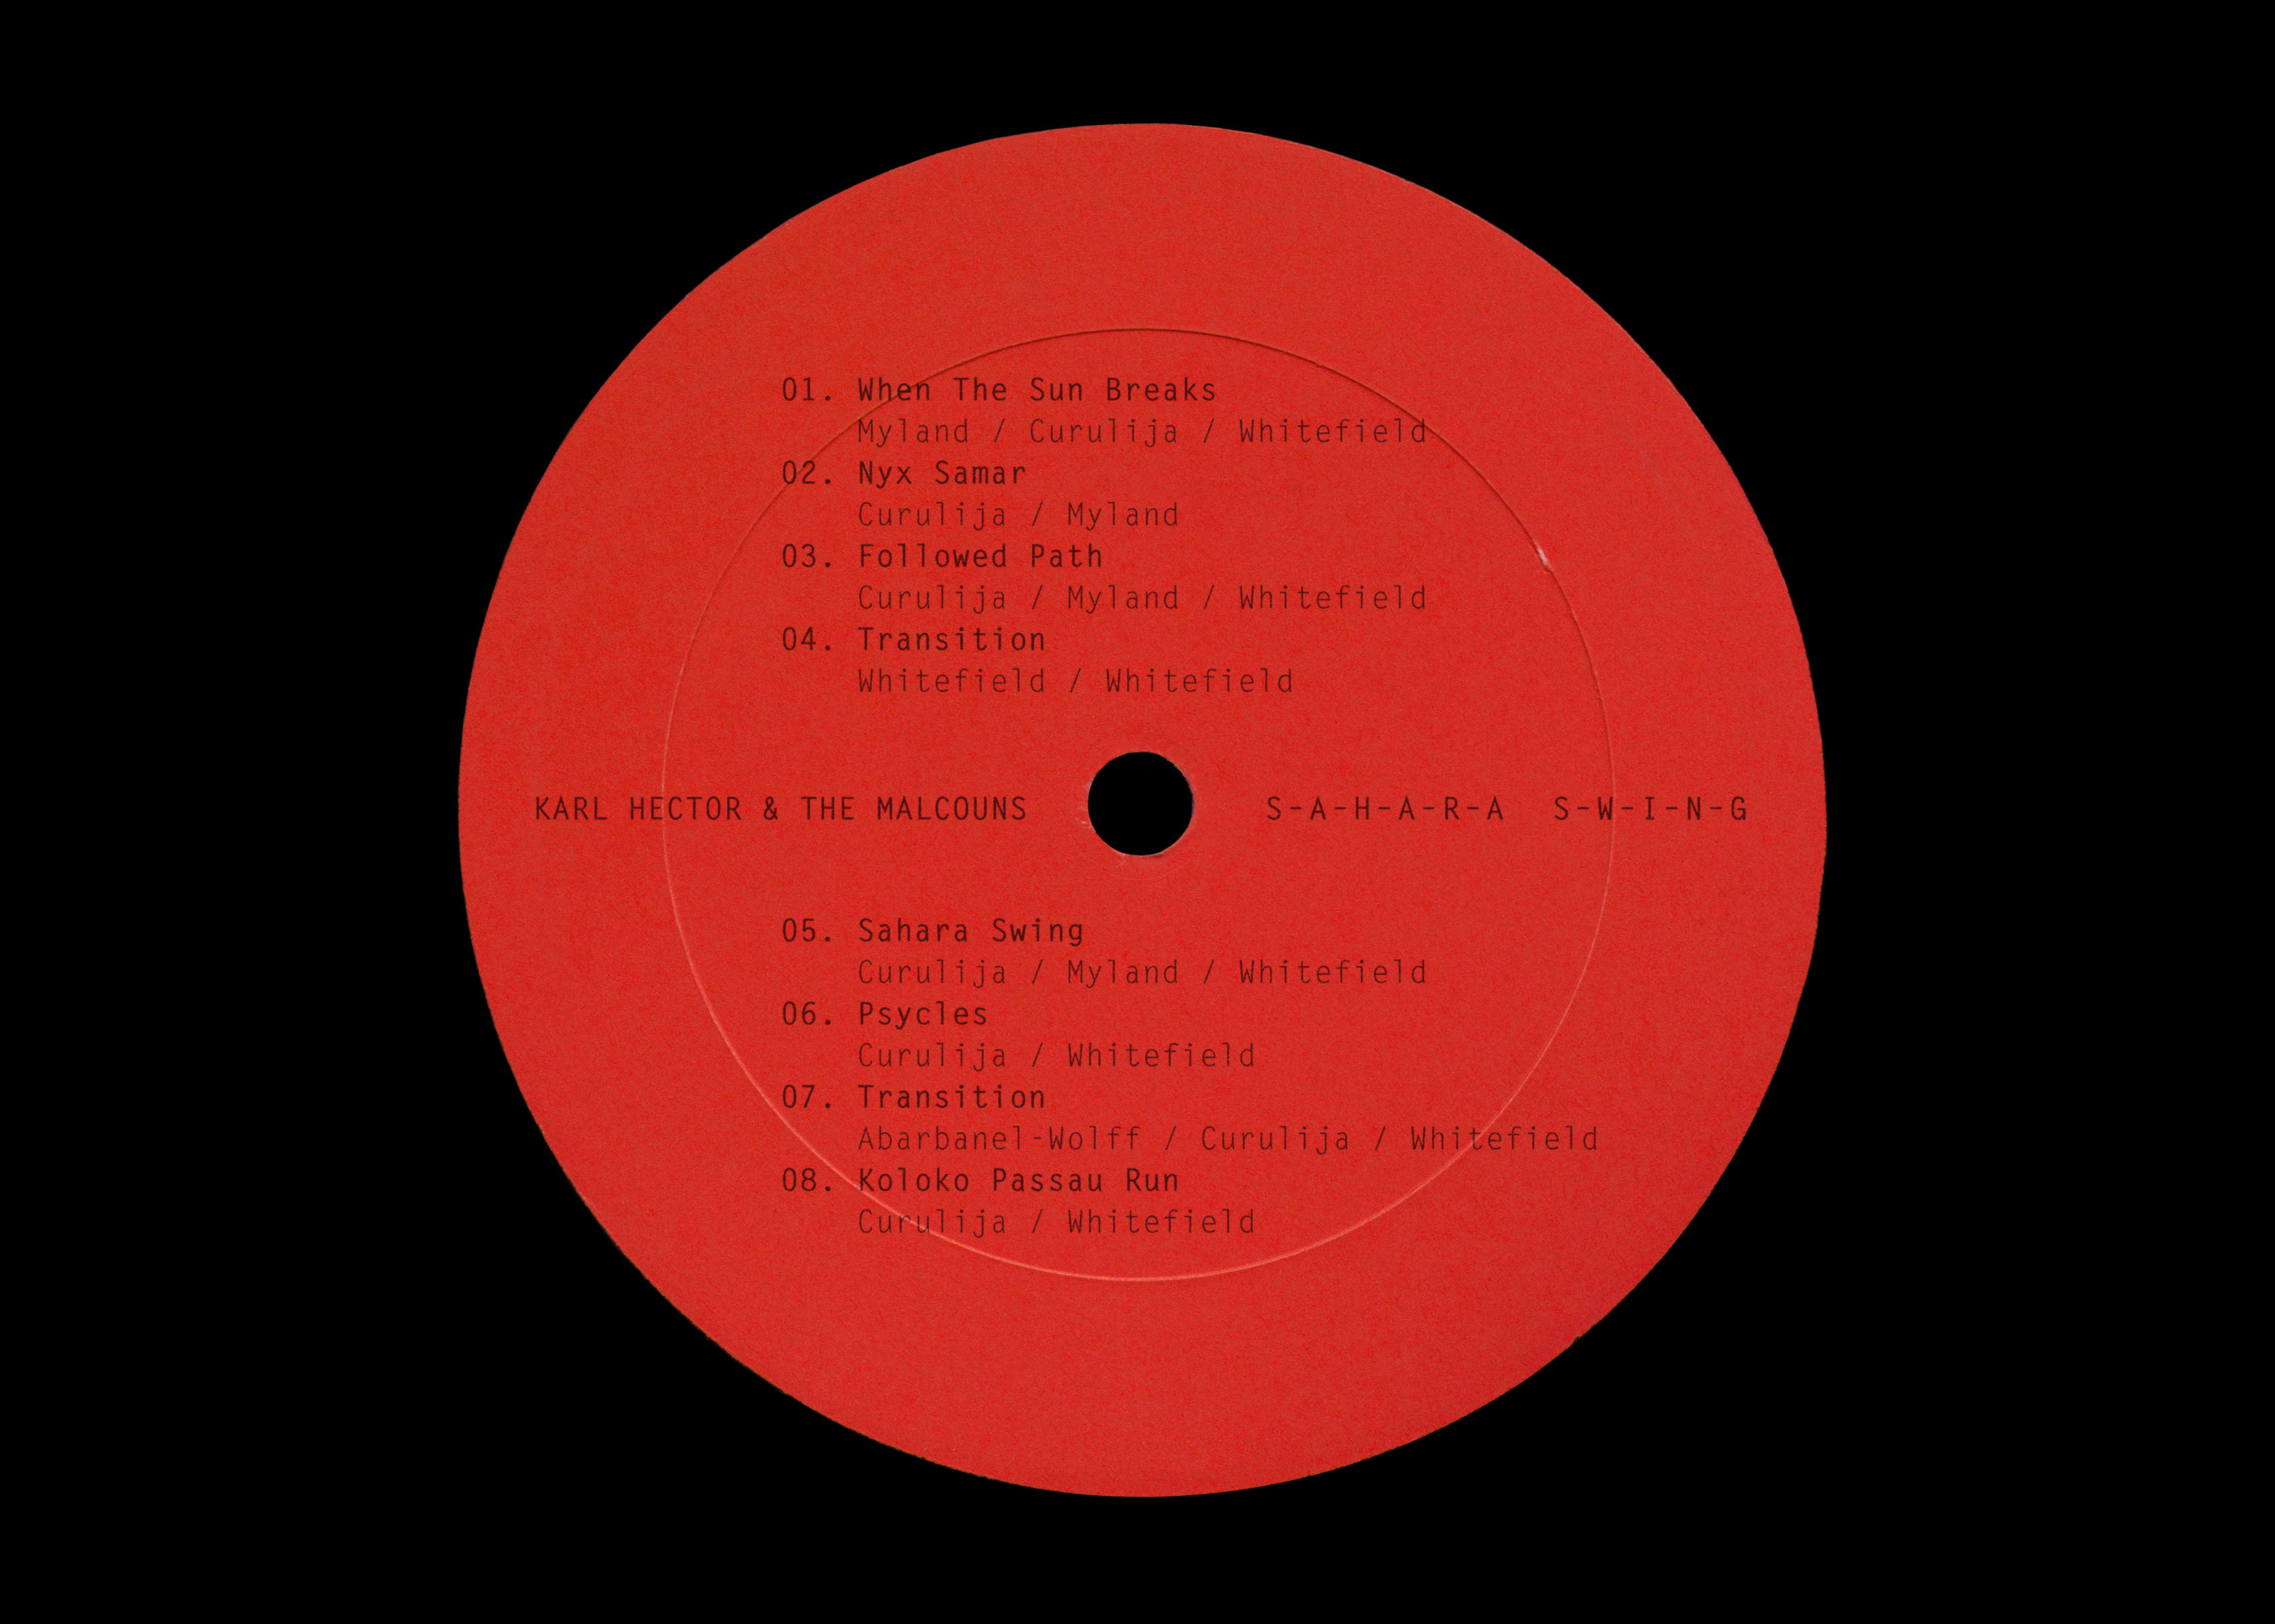 01. When The Sun Breaks
Myland / Curulija / Whitefield
02. Nyx Samar
Curulija / Myland
03. Followed Path
Curulija / Myland / Whitefield
04. Transition
Whitefield / Whitefield
KARL HECTOR & THE MALCOUNS S-A-H-A-R-A S-W-I-N-G
05. Sahara Swing
Curulija / Myland / Whitefield
06. Psycles
Curulija / Whitefield
07. Transition
Abarbanel-Wolff / Curulija / Whitefield
08. Koloko Passau Run
Curulija / Whitefield